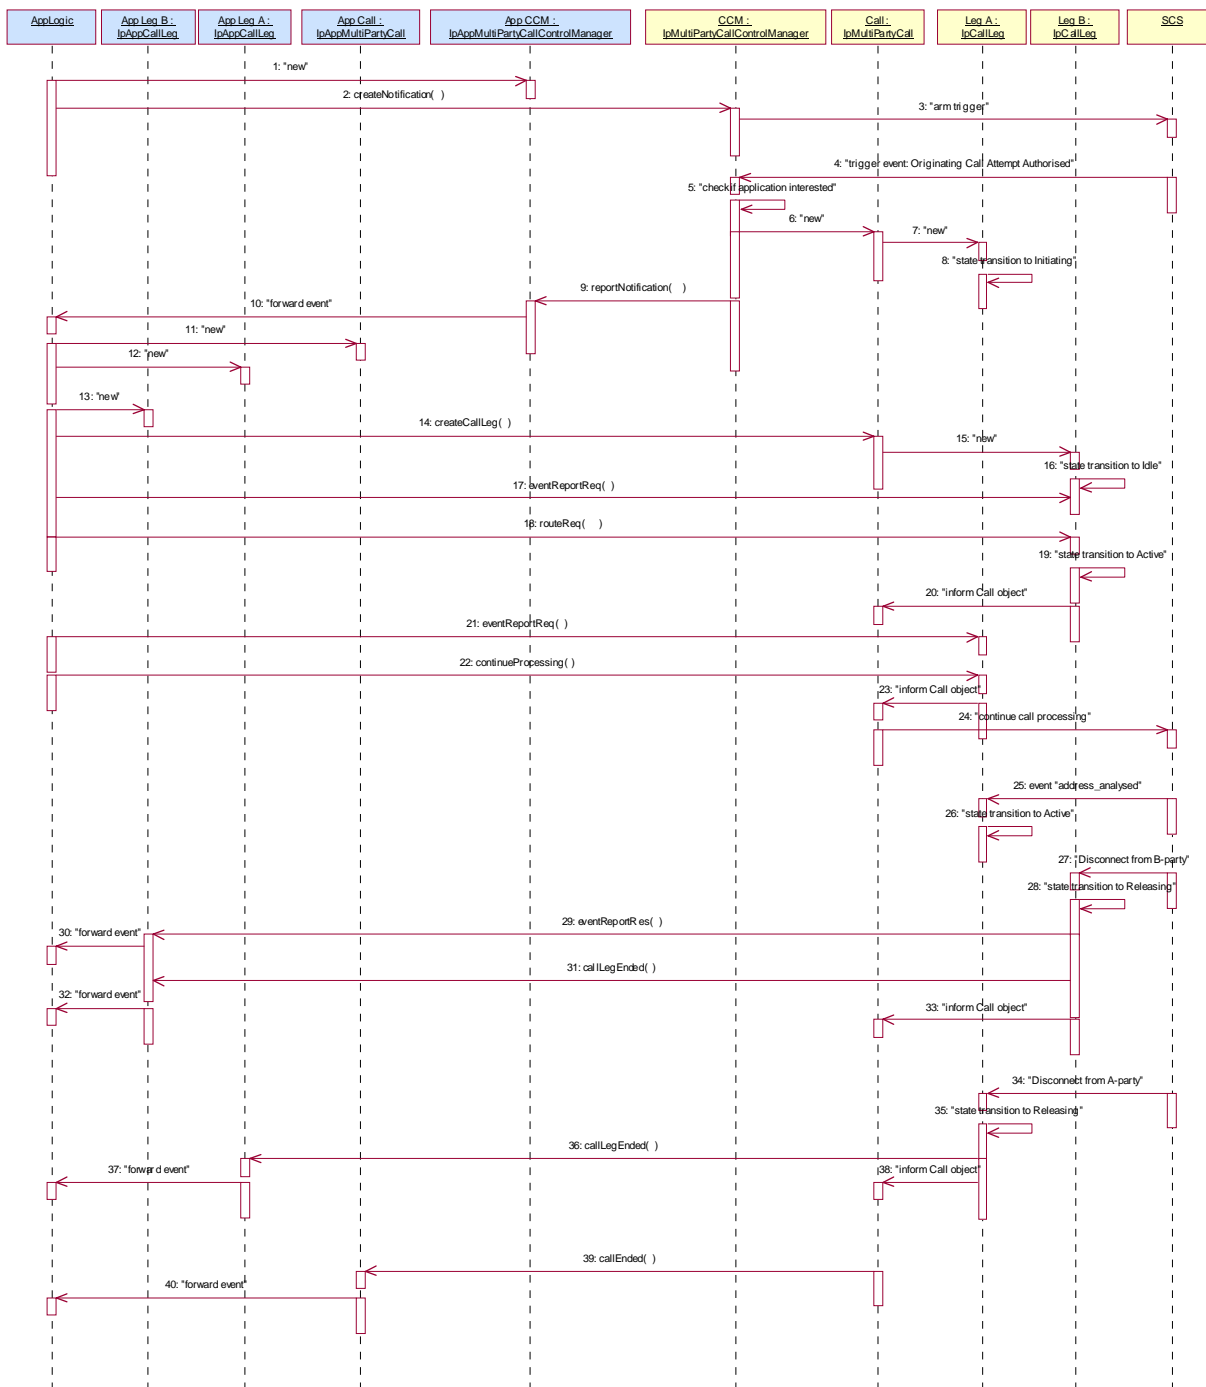 AppLogic
App Leg B :
IpAppCallLeg
App Leg A :
IpAppCallLeg
App Call :
IpAppMultiPartyCall
App CCM :
IpAppMultiPartyCallControlManager
CCM :
IpMultiPartyCallControlManager
Call :
IpMultiPartyCall
Leg A :
IpCallLeg
Leg B :
IpCallLeg
SCS
1: "new"
2: createNotification( )
3: "arm trigger"
4: "trigger event: Originating Call Attempt Authorised"
5: "check if application interested"
6: "new"
7: "new"
8: "state transition to Initiating"
9: reportNotification( )
10: "forward event"
11: "new"
12: "new"
13: "new"
14: createCallLeg( )
15: "new"
16: "state transition to Idle"
17: eventReportReq( )
18: routeReq( )
19: "state transition to Active"
20: "inform Call object"
21: eventReportReq( )
22: continueProcessing( )
23: "inform Call object"
24: "continue call processing"
25: event "address_analysed"
26: "state transition to Active"
27: "Disconnect from B-party"
28: "state transition to Releasing"
29: eventReportRes( )
30: "forward event"
31: callLegEnded( )
32: "forward event"
33: "inform Call object"
34: "Disconnect from A-party"
35: "state transition to Releasing"
36: callLegEnded( )
37: "forward event"
38: "inform Call object"
39: callEnded( )
40: "forward event"